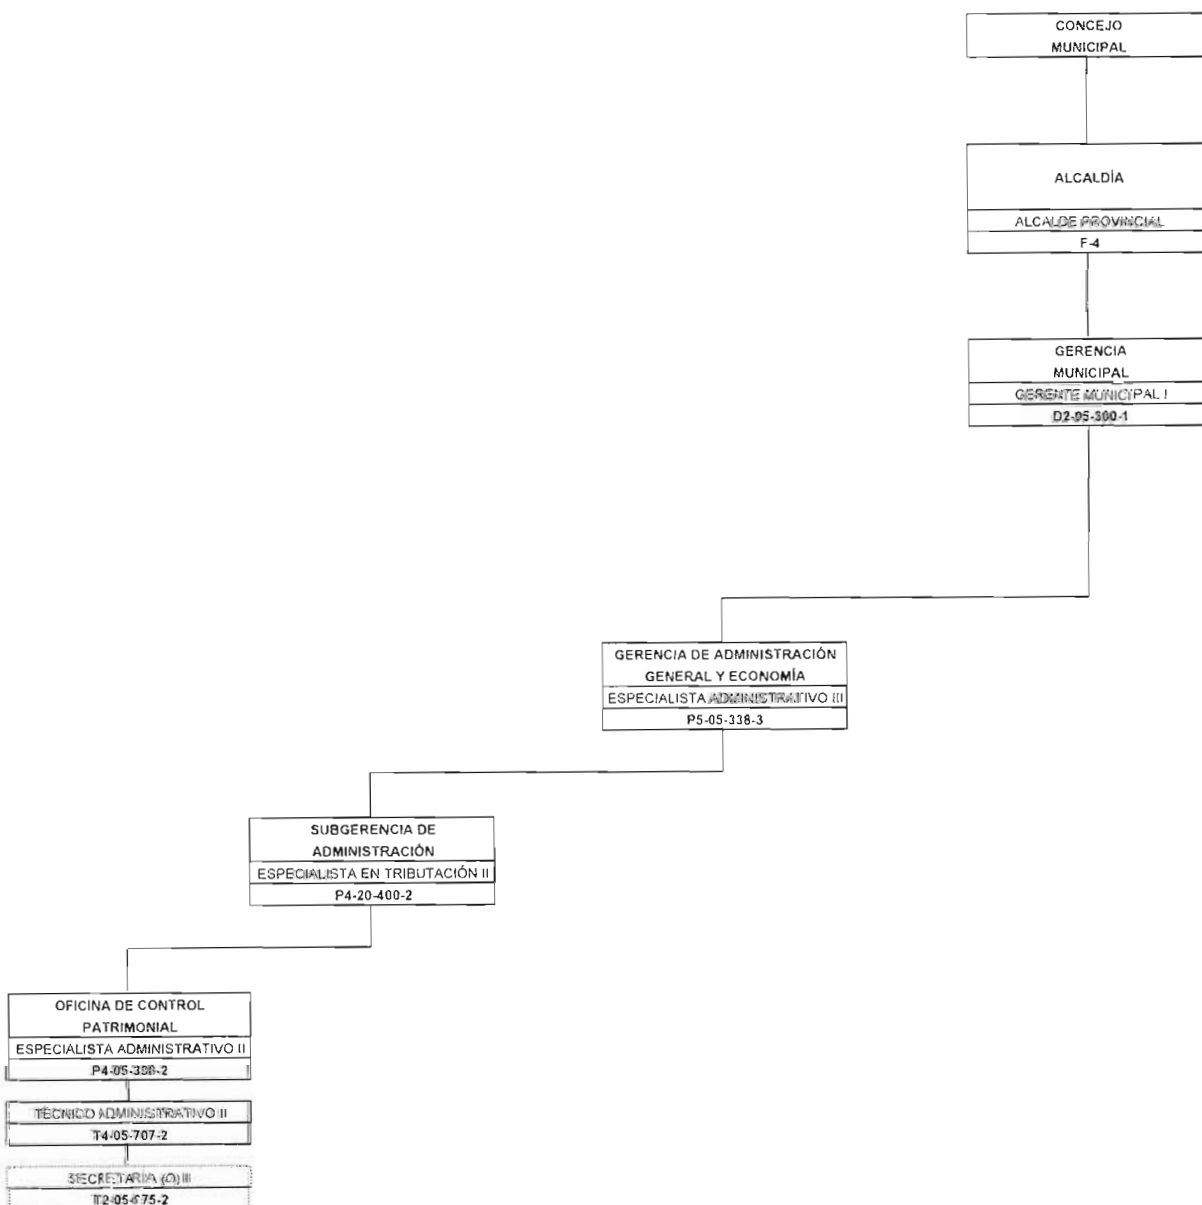 CONCEJO
MUNICIPAL
ALCALDÍA
ALCALDE PROVINCIAL
F-4
GERENCIA
MUNICIPAL
GERENTE MUNICIPAL I
D2-05-300-1
GERENCIA DE ADMINISTRACIÓN
GENERAL Y ECONOMÍA
ESPECIALISTA ADMINISTRATIVO III
P5-05-338-3
SUBGERENCIA DE
ADMINISTRACIÓN
ESPECIALISTA EN TRIBUTACIÓN II
P4-20-400-2
OFICINA DE CONTROL
PATRIMONIAL
ESPECIALISTA ADMINISTRATIVO II
TÉCNICO ADMINISTRATIVO II
T4-05-707-2
SECRETARÍA (O) III